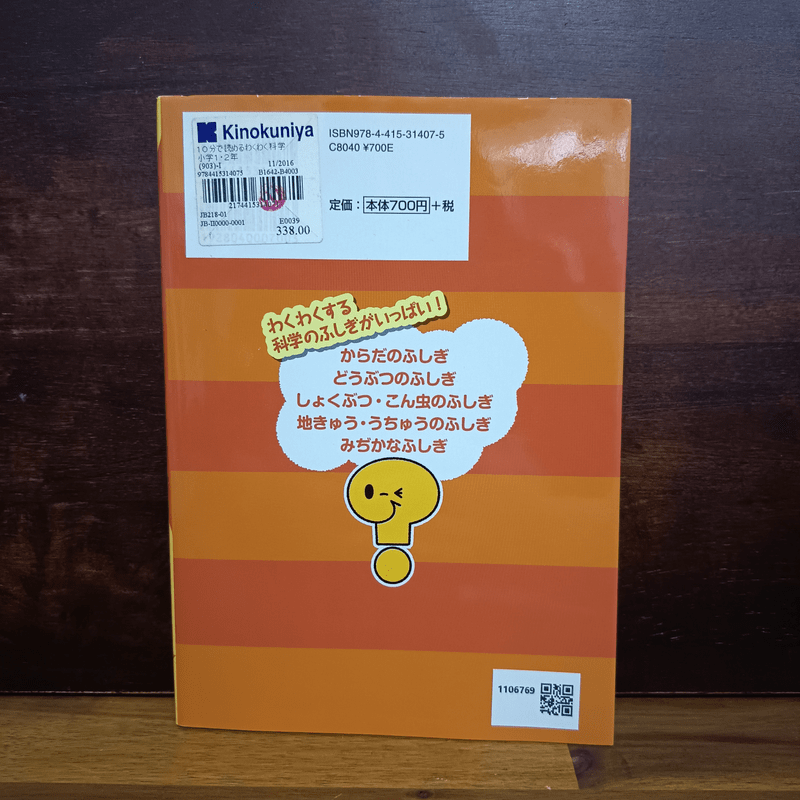 Kinokuniya
10分で読めるわくわく科学
小学1・2年
(903)-I 11/2016
9784415314075 B1642-B4003
JB218-01
JB-II0000-0001 E0039
338.00
ISBN978-4-415-31407-5
C8040 ¥700E
定価：本体700円+税
わくわくする
科学のふしぎがいっぱい！
からだのふしぎ
どうぶつのふしぎ
しょくぶつ・こん虫のふしぎ
地きゅう・うちゅうのふしぎ
みぢかなふしぎ
1106769